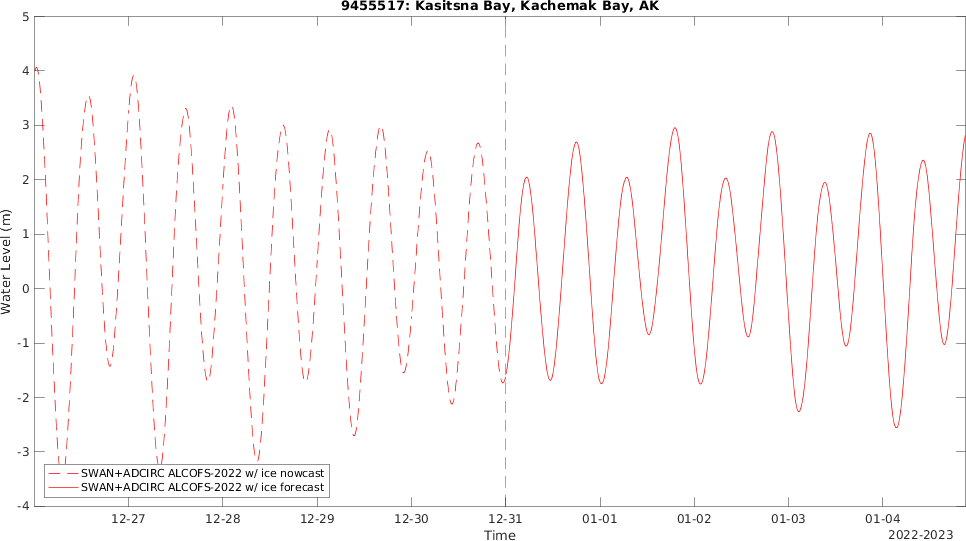 9455517: Kasitsna Bay, Kachemak Bay, AK
5
4
3
2
1
0
-1
-2
-3
-4
Water Level (m)
SWAN+ADCIRC ALCOFS-2022 w/ ice nowcast
SWAN+ADCIRC ALCOFS-2022 w/ ice forecast
12-27 12-28 12-29 12-30 12-31 01-01 01-02 01-03 01-04
Time
2022-2023